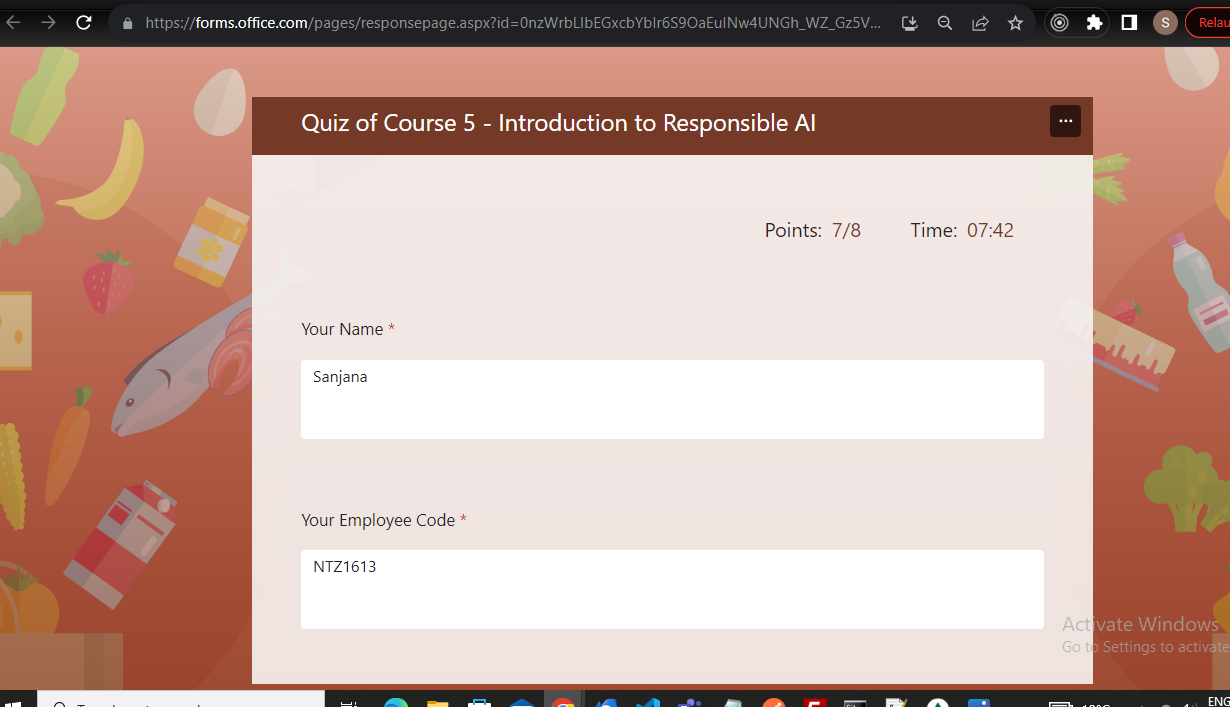 https://forms.office.com/pages/responsepage.aspx?id=0nzWrbLIbEGxcbYbIr6S9OaEuINw4UNGh_WZ_Gz5V...
S
Relau
Quiz of Course 5 - Introduction to Responsible AI
Points: 7/8 Time: 07:42
Your Name *
Sanjana
Your Employee Code *
NTZ1613
Activate Windows
Go to Settings to activate
ENG